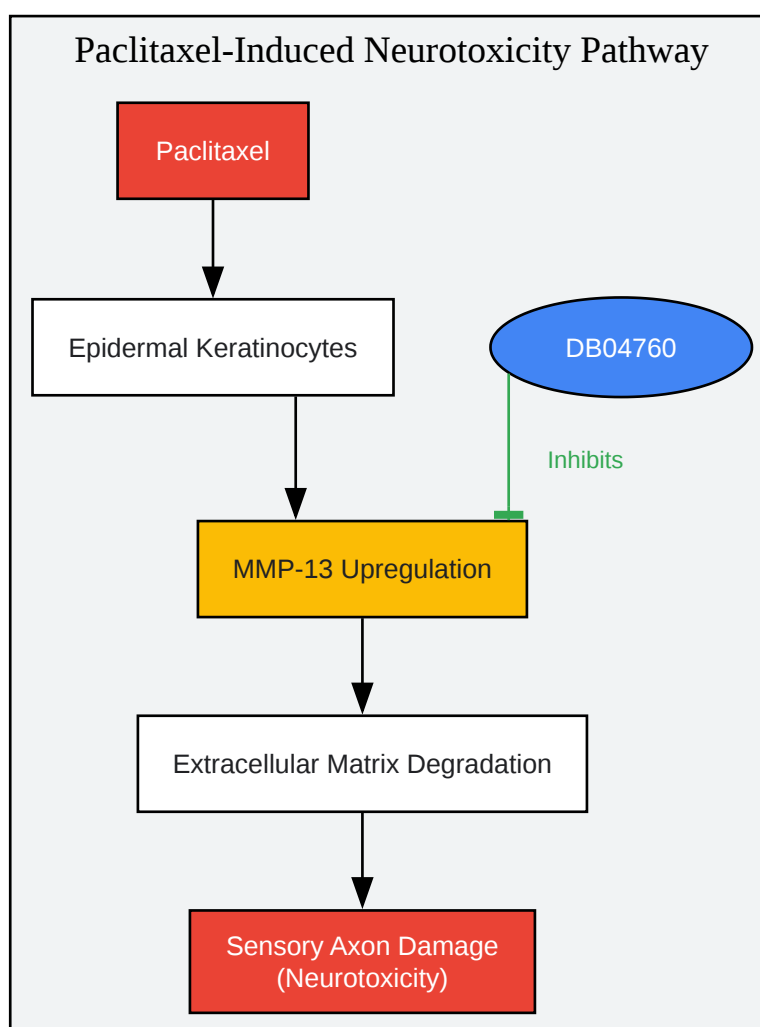 Paclitaxel-Induced Neurotoxicity Pathway
Paclitaxel
Epidermal Keratinocytes
DB04760
Inhibits
MMP-13 Upregulation
Extracellular Matrix Degradation
Sensory Axon Damage
(Neurotoxicity)